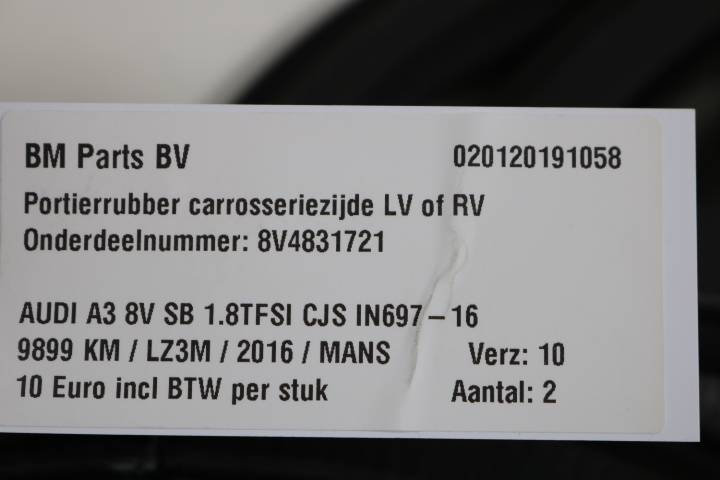 BM Parts BV 020120191058
Portierrubber carrosseriezijde LV of RV
Onderdeelnummer: 8V4831721
AUDI A3 8V SB 1.8TFSI CJS IN697-16
9899 KM / LZ3M / 2016 / MANS Verz: 10
10 Euro incl BTW per stuk Aantal: 2